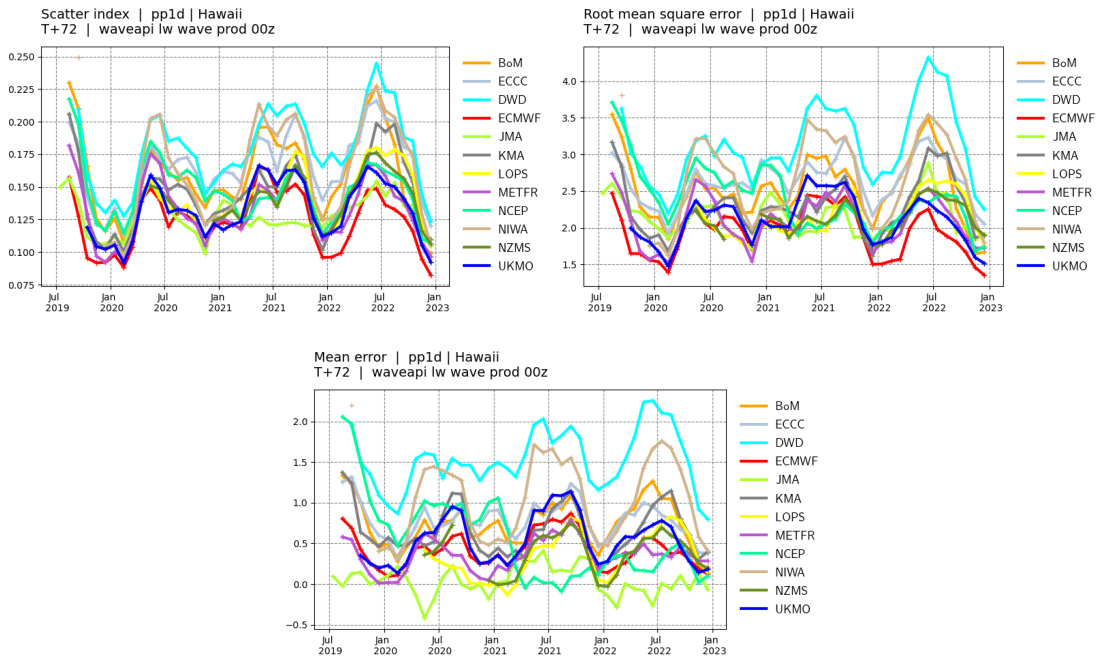 Scatter index | pp1d | Hawaii
T+72 | waveapi lw wave prod 00z
0.250
0.225
0.200
0.175
0.150
0.125
0.100
0.075
Jul 2019
Jan 2020
Jul 2020
Jan 2021
Jul 2021
Jan 2022
Jul 2022
Jan 2023
BoM
ECCC
DWD
ECMWF
JMA
KMA
LOPS
METFR
NCEP
NIWA
NZMS
UKMO
Root mean square error | pp1d | Hawaii
T+72 | waveapi lw wave prod 00z
4.0
3.5
3.0
2.5
2.0
1.5
Jul 2019
Jan 2020
Jul 2020
Jan 2021
Jul 2021
Jan 2022
Jul 2022
Jan 2023
BoM
ECCC
DWD
ECMWF
JMA
KMA
LOPS
METFR
NCEP
NIWA
NZMS
UKMO
Mean error | pp1d | Hawaii
T+72 | waveapi lw wave prod 00z
2.0
1.5
1.0
0.5
0.0
−0.5
Jul 2019
Jan 2020
Jul 2020
Jan 2021
Jul 2021
Jan 2022
Jul 2022
Jan 2023
BoM
ECCC
DWD
ECMWF
JMA
KMA
LOPS
METFR
NCEP
NIWA
NZMS
UKMO